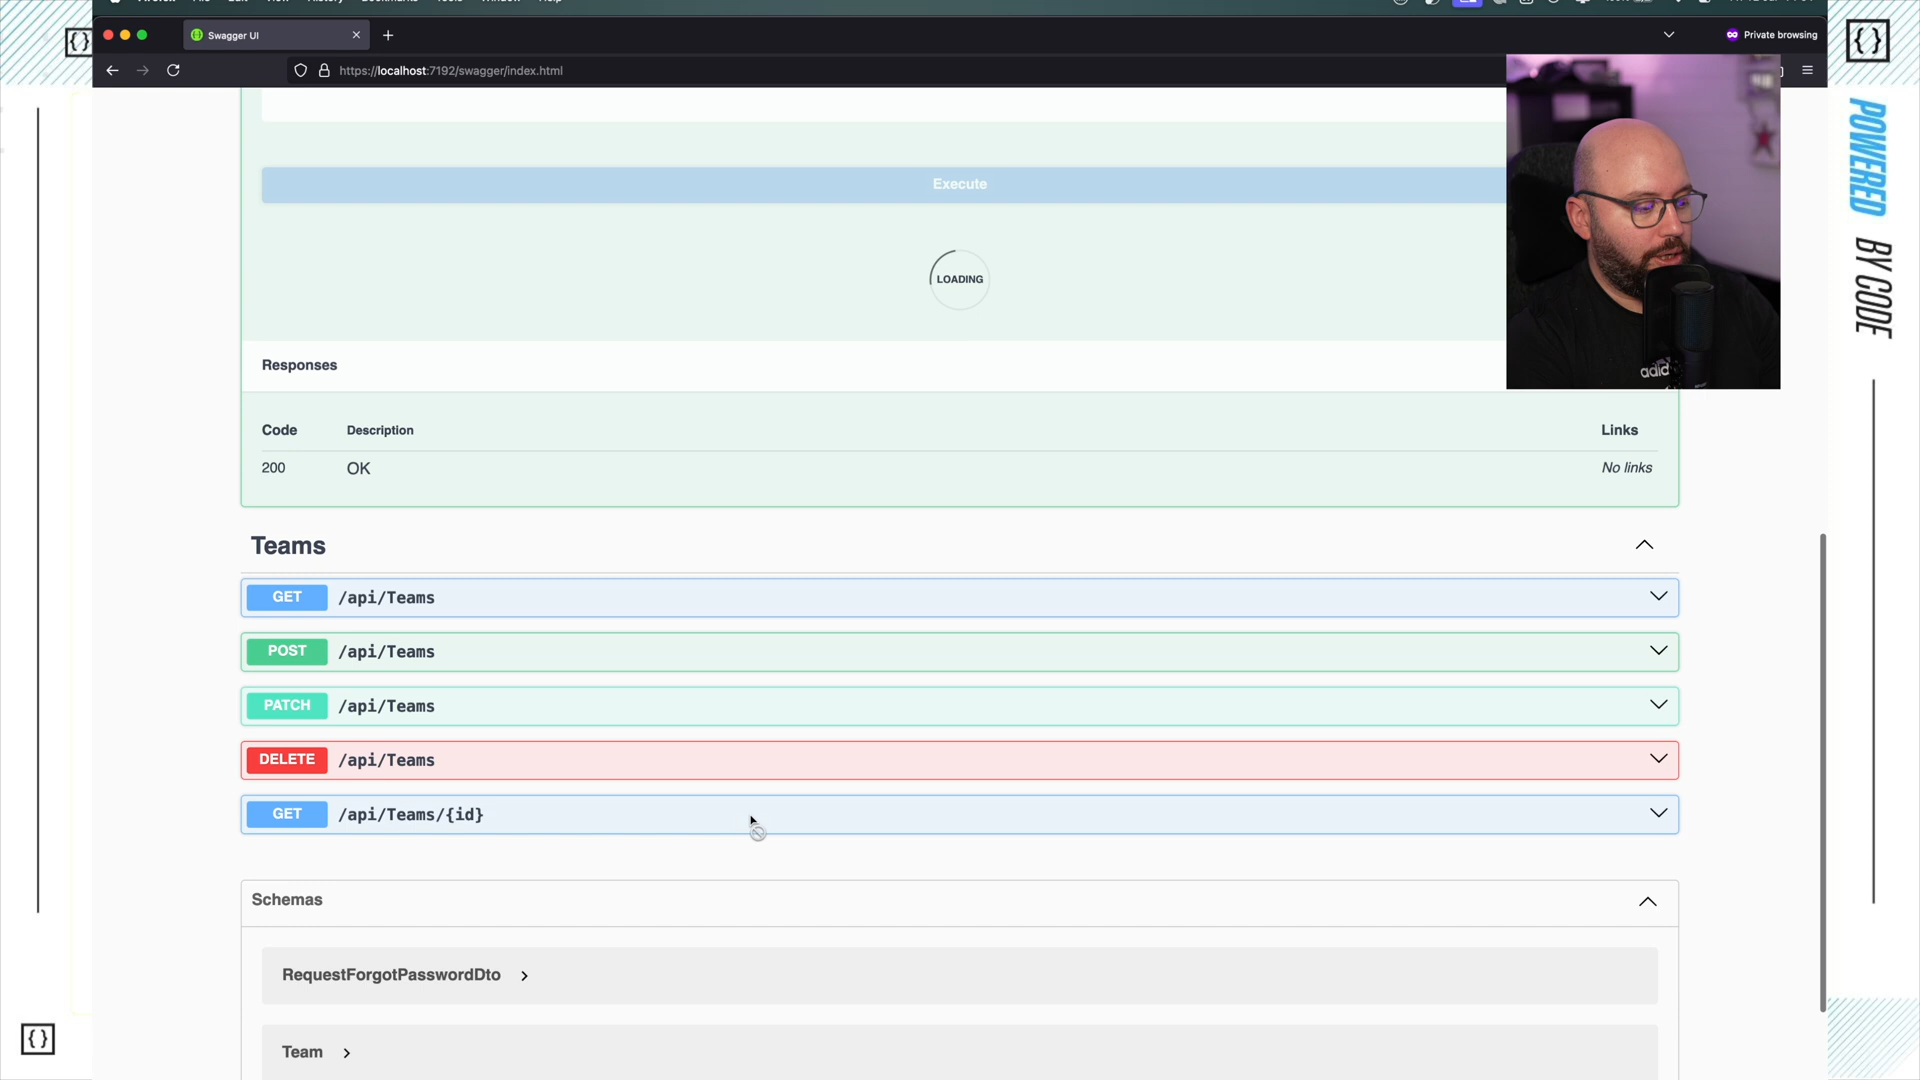 Swagger UI
Private browsing
https://localhost:7192/swagger/index.html
Execute
LOADING
Responses
Code Description Links
200 OK No links
Teams
GET /api/Teams
POST /api/Teams
PATCH /api/Teams
DELETE /api/Teams
GET /api/Teams/{id}
Schemas
RequestForgotPasswordDto
Team
POWERED BY CODE
{}
{}
{}